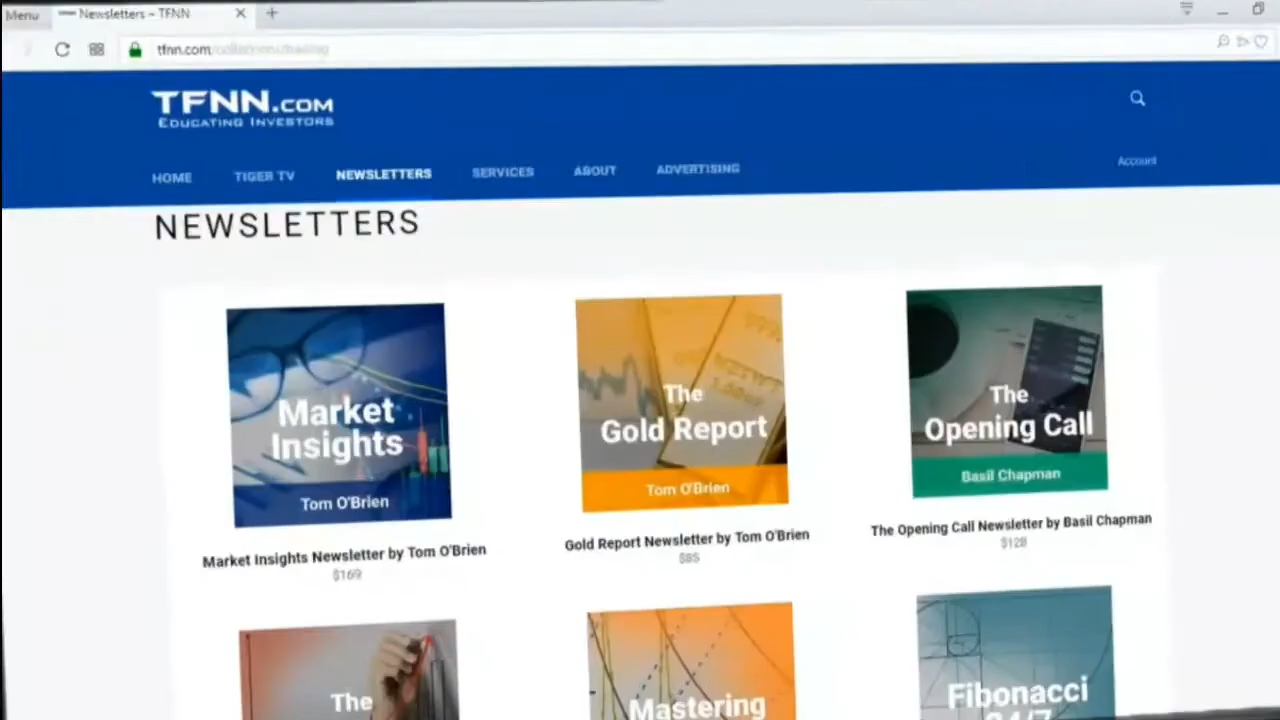 Menu
Newsletters – TFNN
tfnn.com
TFNN.COM
EDUCATING INVESTORS
HOME TIGER TV NEWSLETTERS SERVICES ABOUT ADVERTISING
Account
NEWSLETTERS
Market
Insights
Tom O'Brien
Market Insights Newsletter by Tom O'Brien
$169
The
Gold Report
Tom O'Brien
Gold Report Newsletter by Tom O'Brien
$85
The
Opening Call
Basil Chapman
The Opening Call Newsletter by Basil Chapman
$128
The
Mastering
Fibonacci
24/7